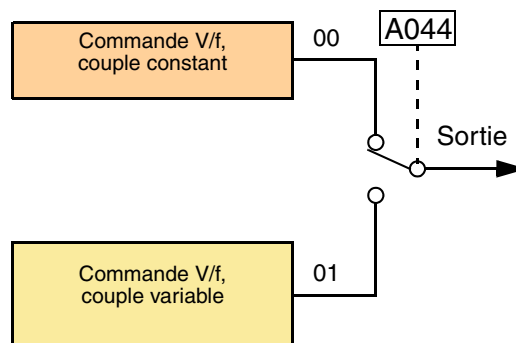 Commande V/f,
couple constant
00
A044
Sortie
Commande V/f,
couple variable
01